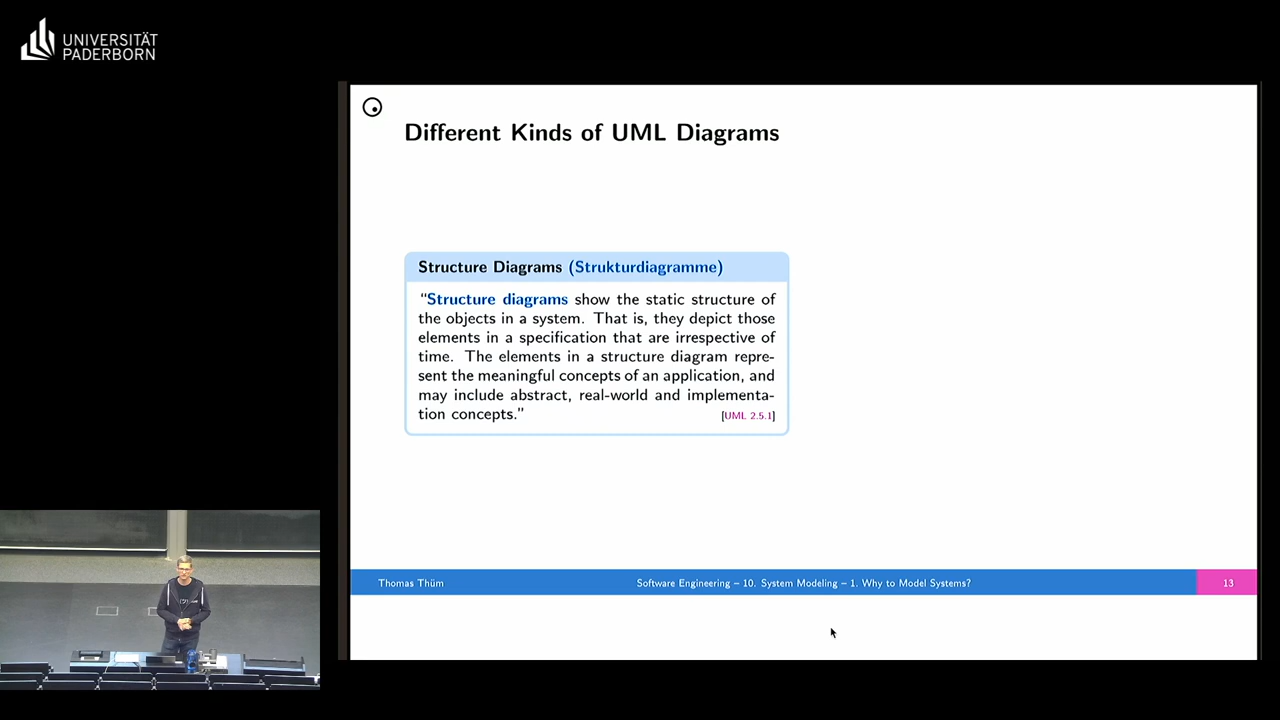 UNIVERSITÄT
PADERBORN
Different Kinds of UML Diagrams
Structure Diagrams (Strukturdiagramme)
“Structure diagrams show the static structure of
the objects in a system. That is, they depict those
elements in a specification that are irrespective of
time. The elements in a structure diagram repre-
sent the meaningful concepts of an application, and
may include abstract, real-world and implementa-
tion concepts.” [UML 2.5.1]
Thomas Thüm Software Engineering – 10. System Modeling – 1. Why to Model Systems? 13